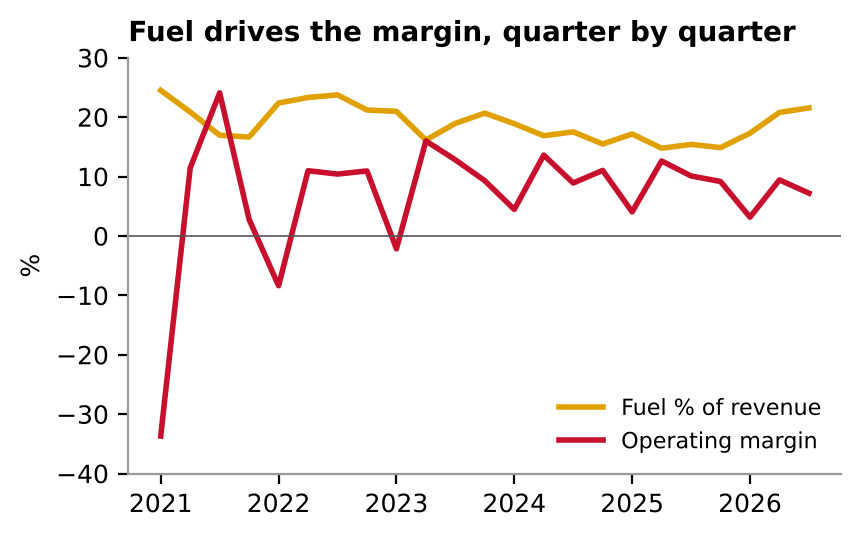 Fuel drives the margin, quarter by quarter
30
20
10
0
−10
−20
−30
−40
%
Fuel % of revenue
Operating margin
2021 2022 2023 2024 2025 2026